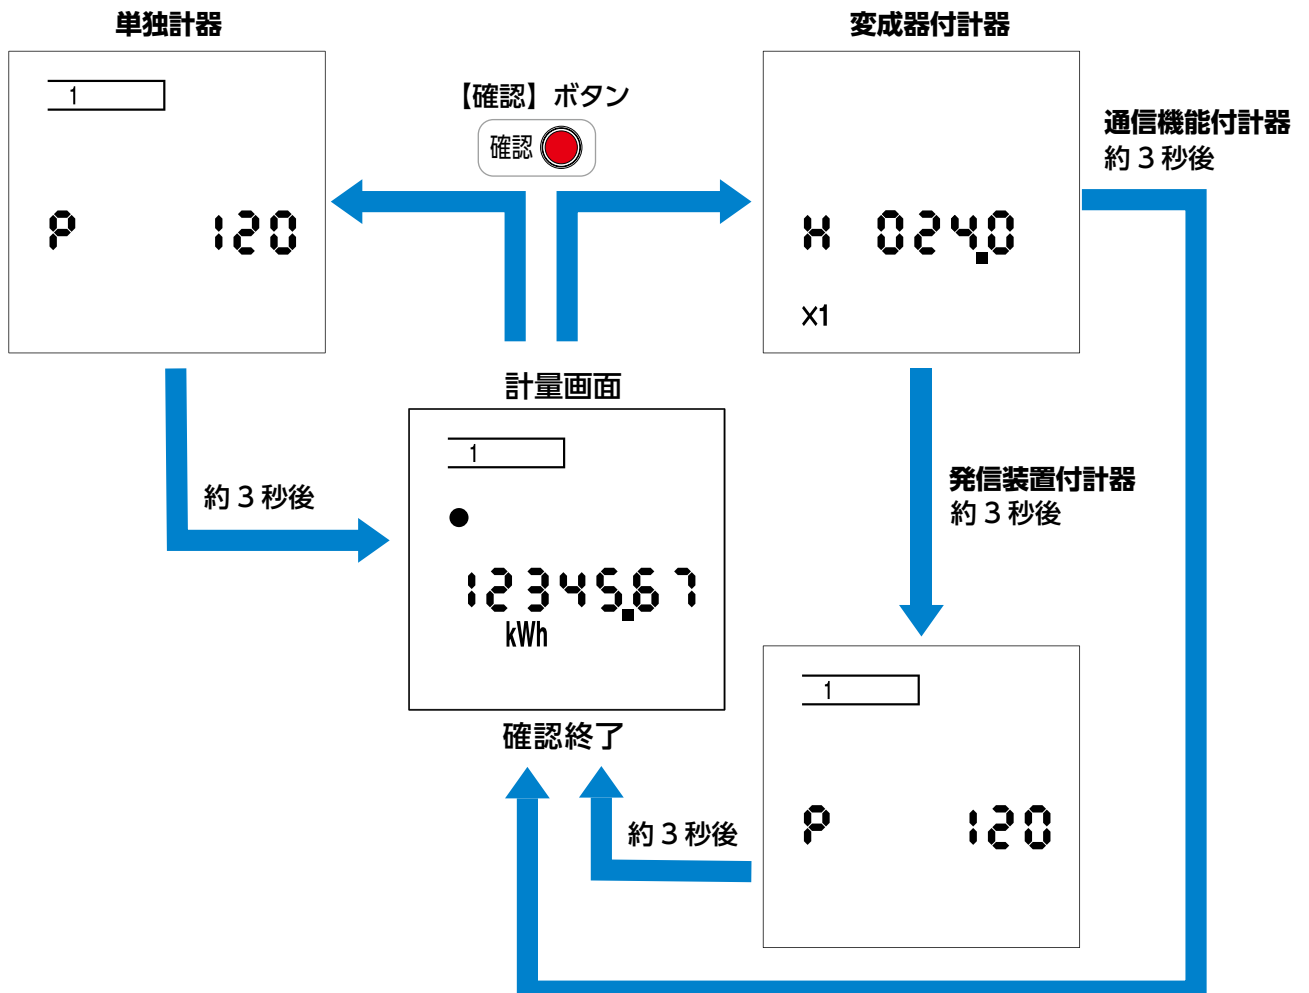 単独計器
変成器付計器
1
【確認】ボタン
確認
通信機能付計器
約3秒後
P 120
H 024.0
×1
計量画面
1
約3秒後
発信装置付計器
約3秒後
12345.67
kWh
確認終了
1
約3秒後
P 120